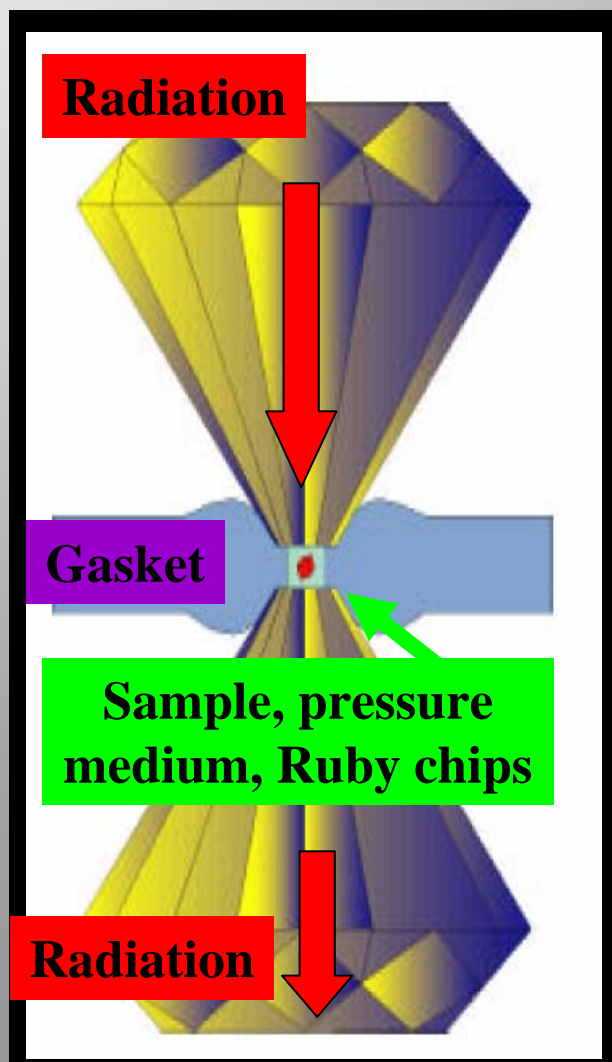 Radiation
Gasket
Sample, pressure
medium, Ruby chips
Radiation